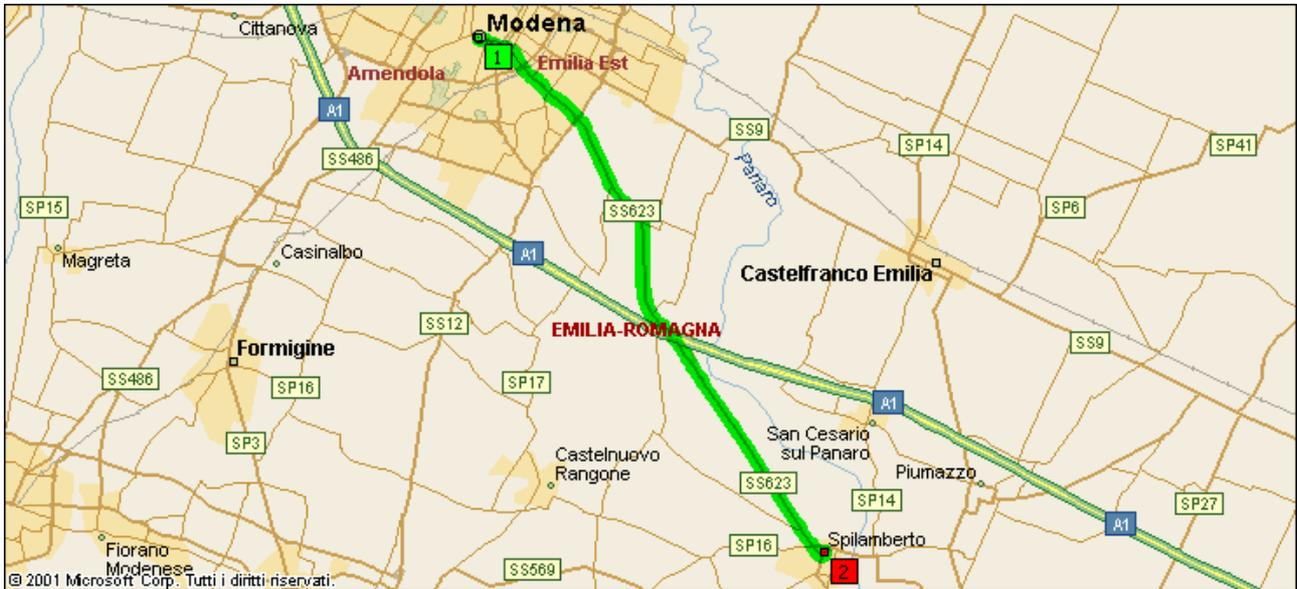 Cittanova
Modena
1
Emilia Est
Amendola
A1
SS9
SP14
SP41
SS486
Panaro
SP15
SS623
SP6
Magreta
Casinalbo
A1
Castelfranco Emilia
SS12
EMILIA-ROMAGNA
SS9
Formigine
SS486
SP16
SP17
A1
SP3
San Cesario
sul Panaro
Castelnuovo
Rangone
Piumazzo
SS623
SP14
SP27
A1
Fiorano
Modenese
SP16
Spilamberto
SS569
2
© 2001 Microsoft Corp. Tutti i diritti riservati.